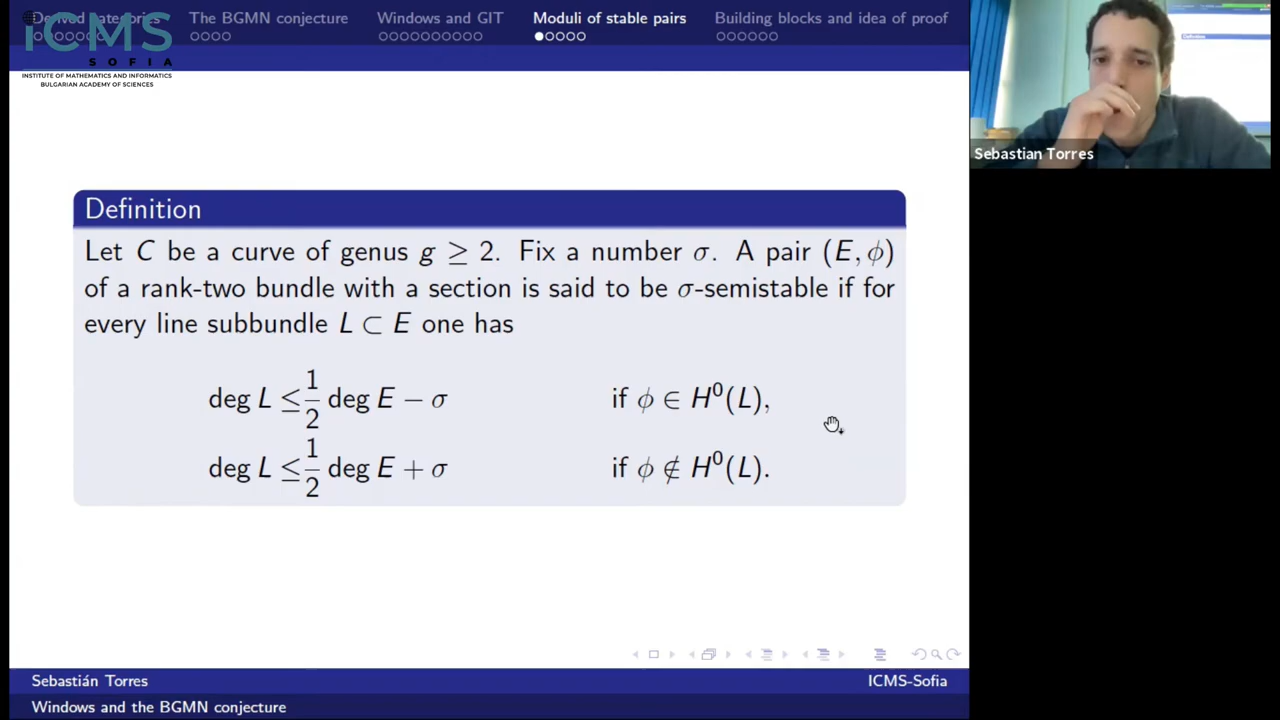 Derived categories
The BGMN conjecture
Windows and GIT
Moduli of stable pairs
Building blocks and idea of proof
ICMS
SOFIA
INSTITUTE OF MATHEMATICS AND INFORMATICS
BULGARIAN ACADEMY OF SCIENCES
Sebastian Torres
Definition
Let C be a curve of genus g ≥ 2. Fix a number σ. A pair (E, ϕ)
of a rank-two bundle with a section is said to be σ-semistable if for
every line subbundle L ⊂ E one has
deg L ≤ 1/2 deg E − σ if ϕ ∈ H⁰(L),
deg L ≤ 1/2 deg E + σ if ϕ ∉ H⁰(L).
Sebastián Torres
ICMS-Sofia
Windows and the BGMN conjecture